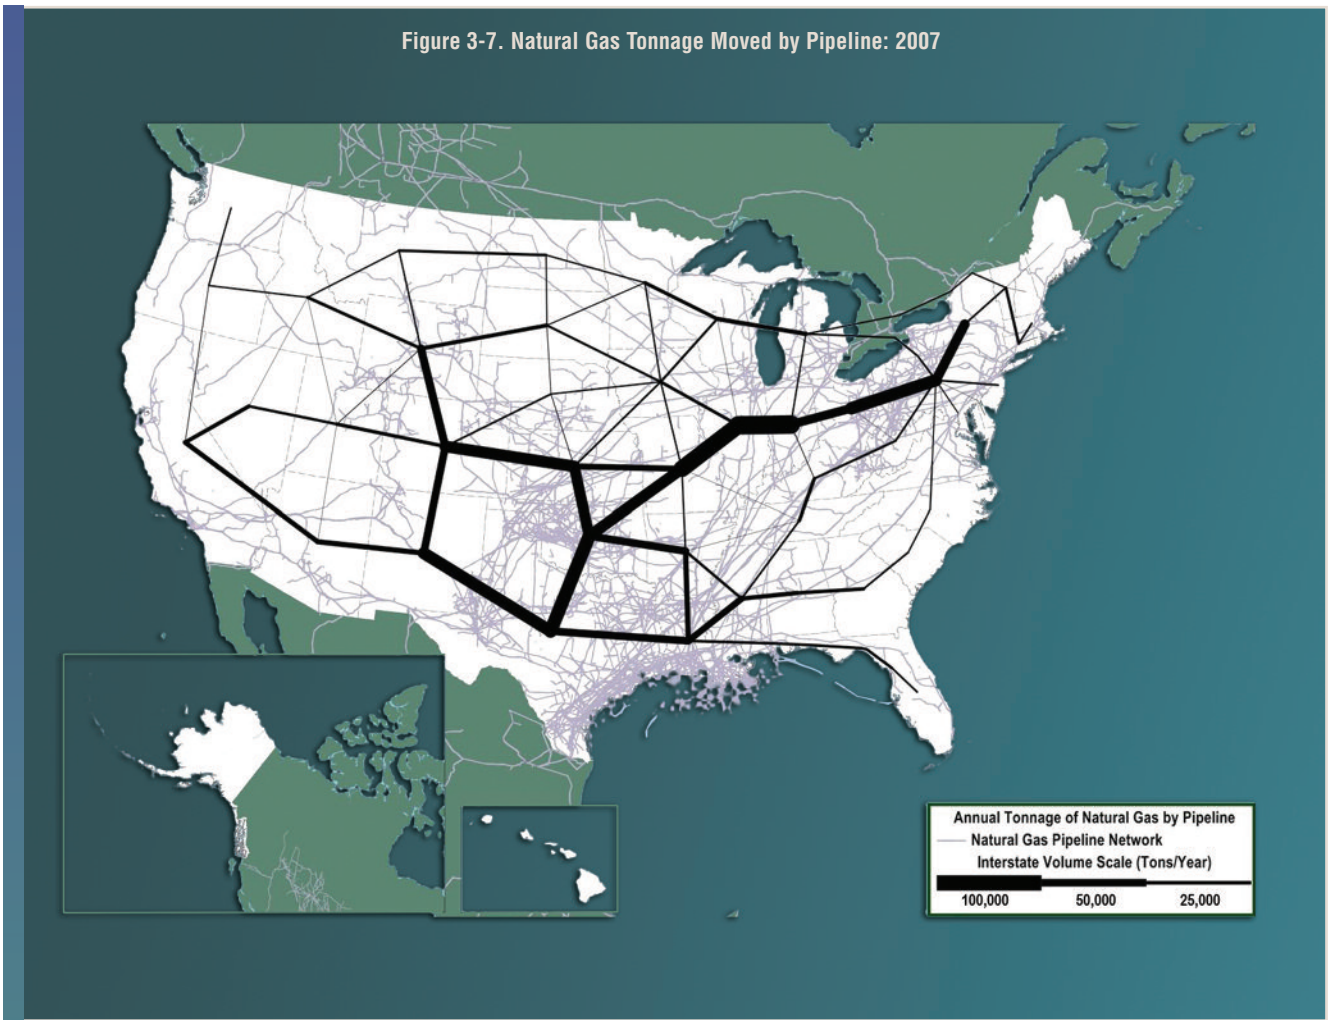 Figure 3-7. Natural Gas Tonnage Moved by Pipeline: 2007
Annual Tonnage of Natural Gas by Pipeline
Natural Gas Pipeline Network
Interstate Volume Scale (Tons/Year)
100,000 50,000 25,000